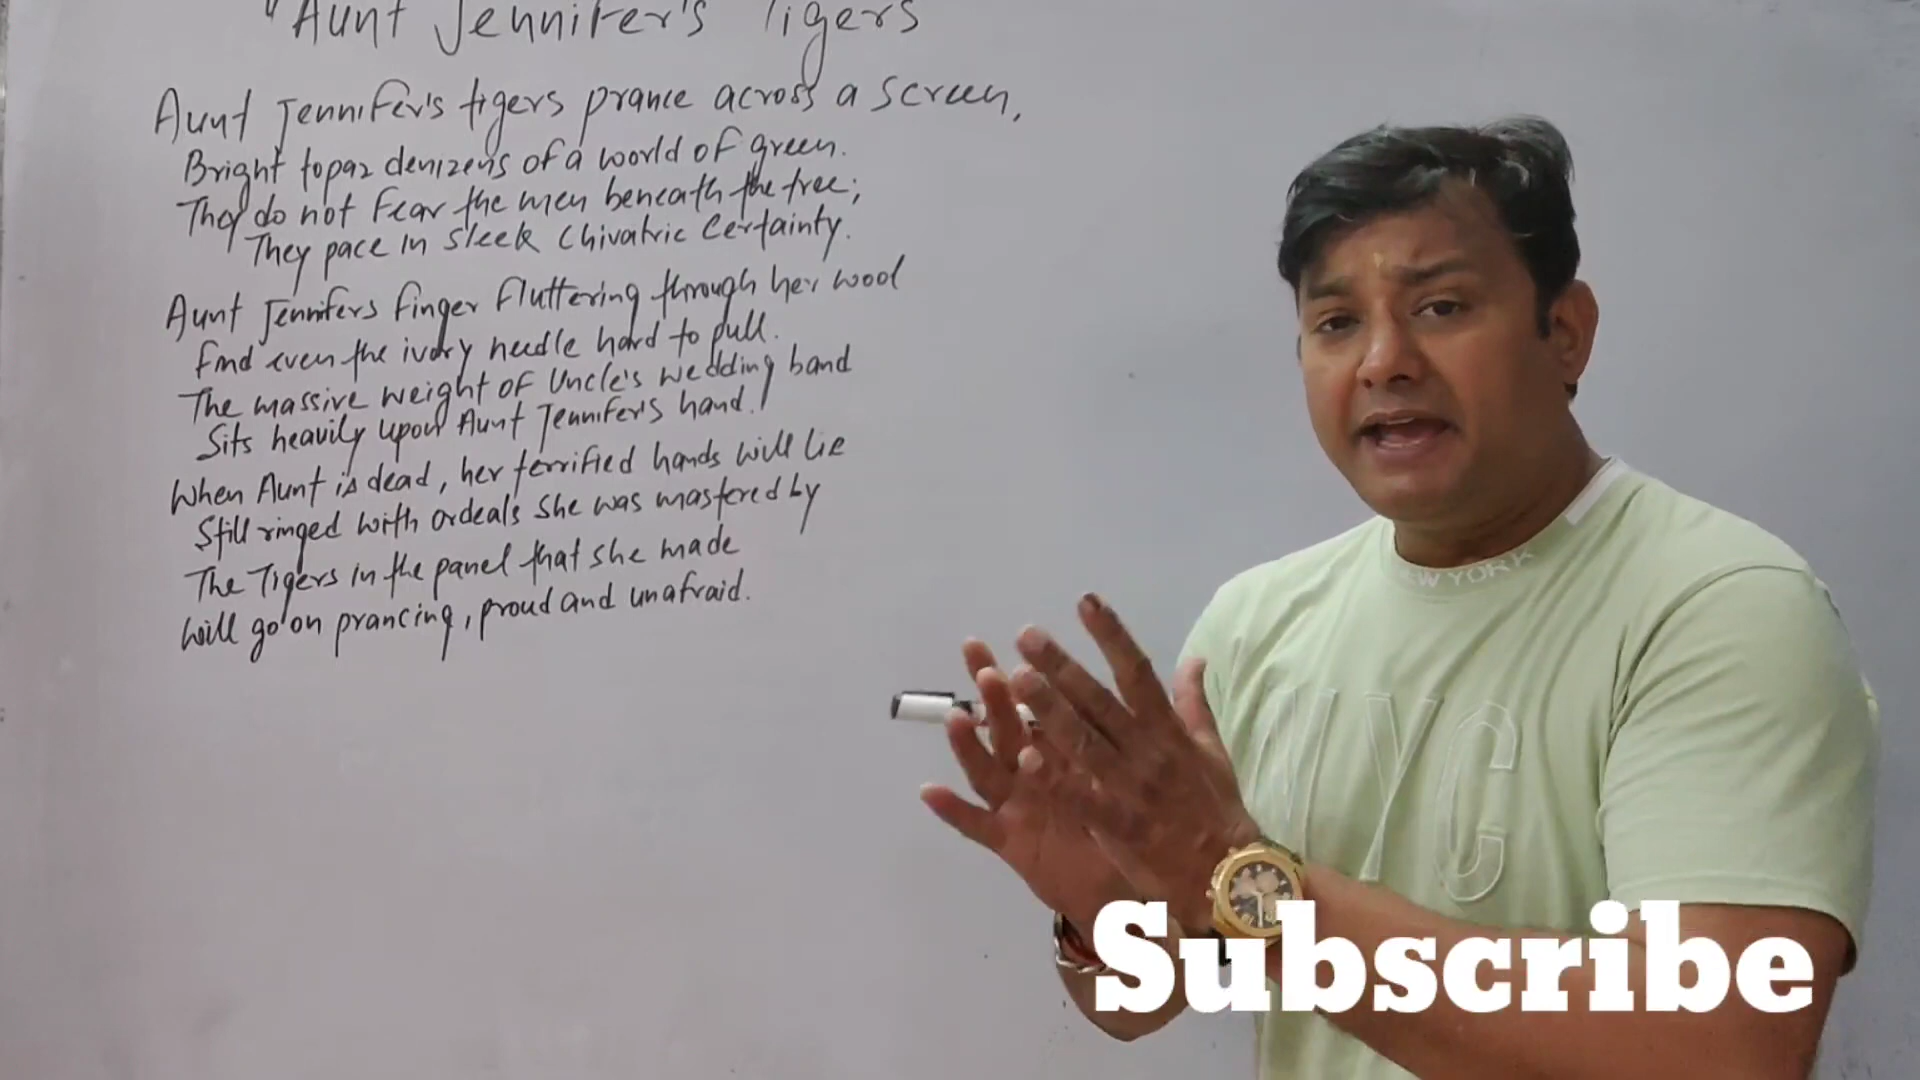 "Aunt Jennifer's Tigers
Aunt Jennifer's tigers prance across a screen,
Bright topaz denizens of a world of green.
They do not fear the men beneath the tree;
They pace in sleek chivalric certainty.
Aunt Jennifers finger fluttering through her wool
find even the ivory needle hard to pull.
The massive weight of Uncle's wedding band
Sits heavily upon Aunt Jennifer's hand.
When Aunt is dead, her terrified hands will lie
Still ringed with ordeals she was mastered by
The Tigers in the panel that she made
will go on prancing, proud and unafraid.
EW YORK
NYC
Subscribe